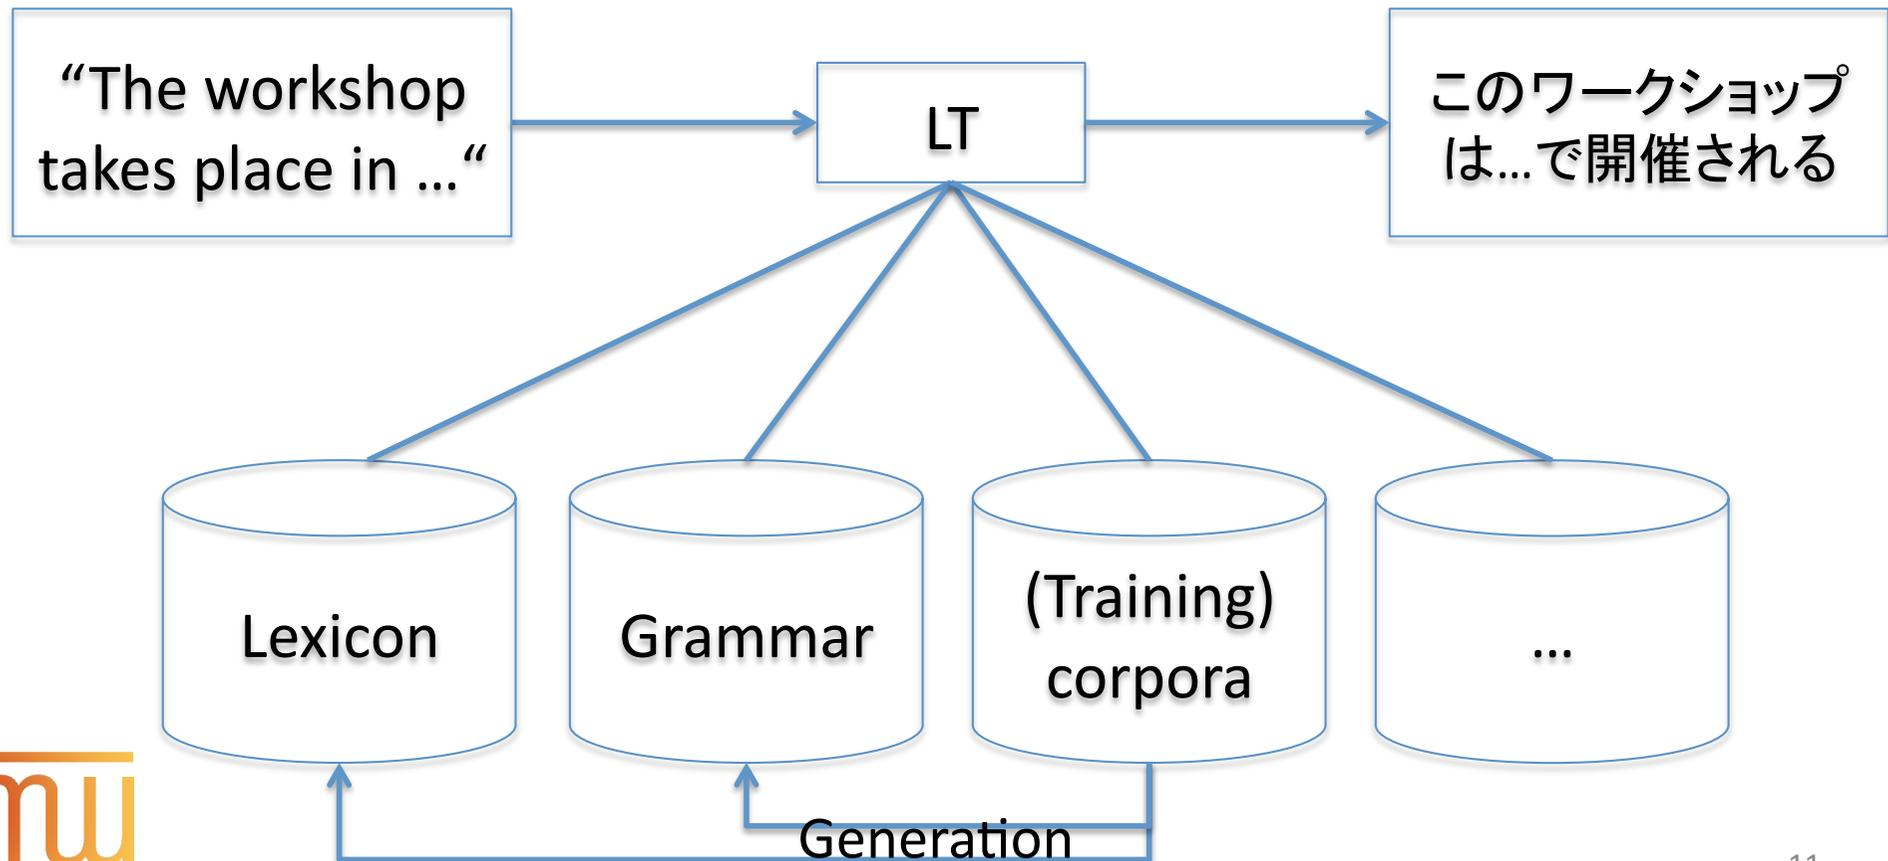 “The workshop
takes place in ...“
LT
このワークショップ
は...で開催される
Lexicon
Grammar
(Training)
corpora
...
Generation
11